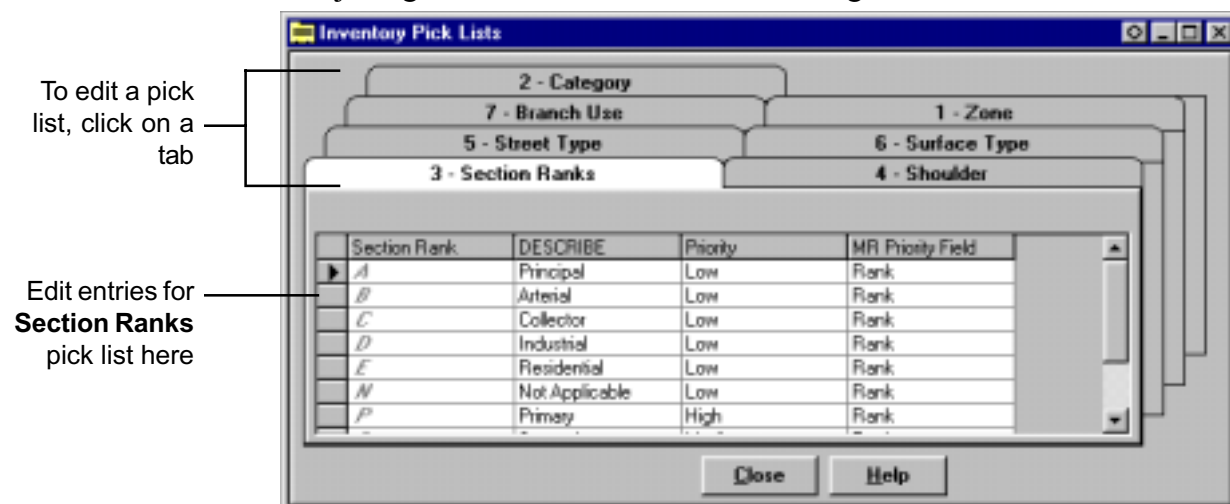 Inventory Pick Lists
To edit a pick
list, click on a
tab
2 - Category
7 - Branch Use 1 - Zone
5 - Street Type 6 - Surface Type
3 - Section Ranks 4 - Shoulder
Section Rank DESCRIBE Priority MR Priority Field
A Principal Low Rank
B Arterial Low Rank
C Collector Low Rank
D Industrial Low Rank
E Residential Low Rank
N Not Applicable Low Rank
P Primary High Rank
Edit entries for
Section Ranks
pick list here
Close Help